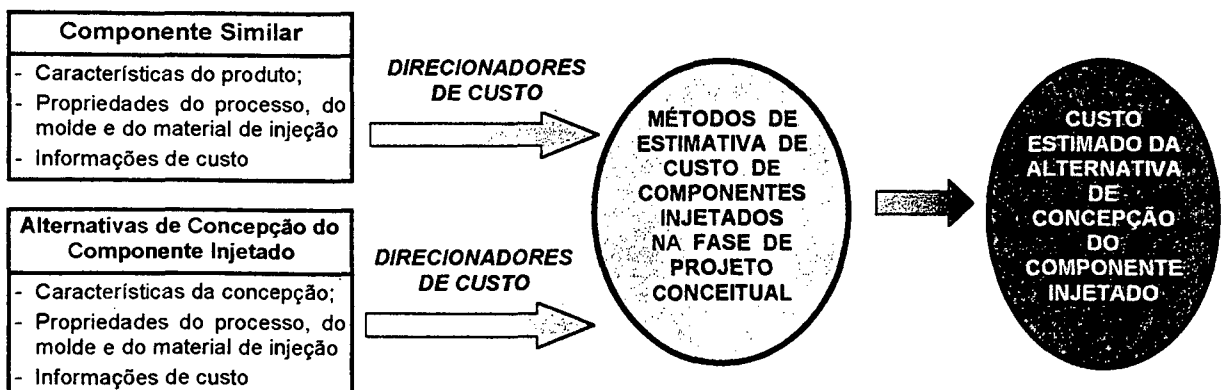 Componente Similar
- Características do produto;
- Propriedades do processo, do
molde e do material de injeção
- Informações de custo
DIRECIONADORES
DE CUSTO
Alternativas de Concepção do
Componente Injetado
- Características da concepção;
- Propriedades do processo, do
molde e do material de injeção
- Informações de custo
DIRECIONADORES
DE CUSTO
MÉTODOS DE
ESTIMATIVA DE
CUSTO DE
COMPONENTES
INJETADOS
NA FASE DE
PROJETO
CONCEITUAL
CUSTO
ESTIMADO DA
ALTERNATIVA
DE
CONCEPÇÃO
DO
COMPONENTE
INJETADO